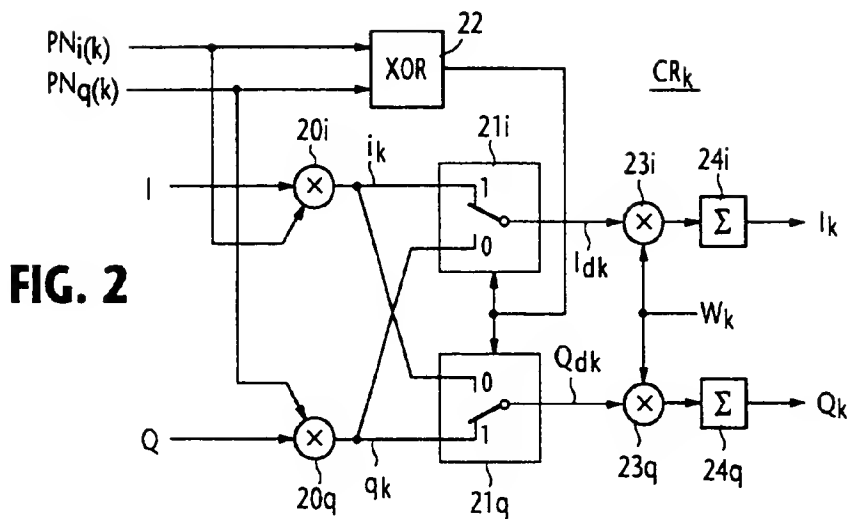 PNi(k)
22
XOR
PNq(k)
CRk
20i
ik
21i
23i
24i
I
×
1
0
Idk
×
Σ
Ik
FIG. 2
Wk
Qdk
0
1
Q
×
qk
×
Σ
Qk
20q
21q
23q
24q